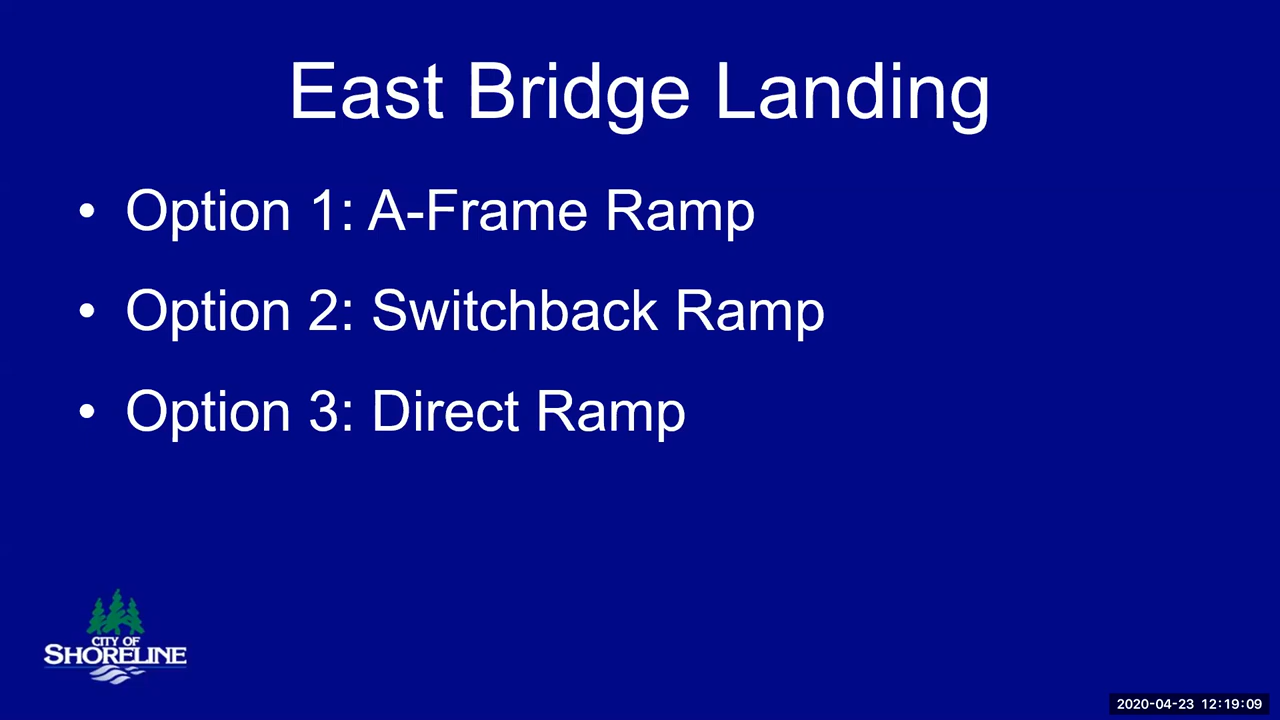 East Bridge Landing
• Option 1: A-Frame Ramp
• Option 2: Switchback Ramp
• Option 3: Direct Ramp
CITY OF
SHORELINE
2020-04-23 12:19:09